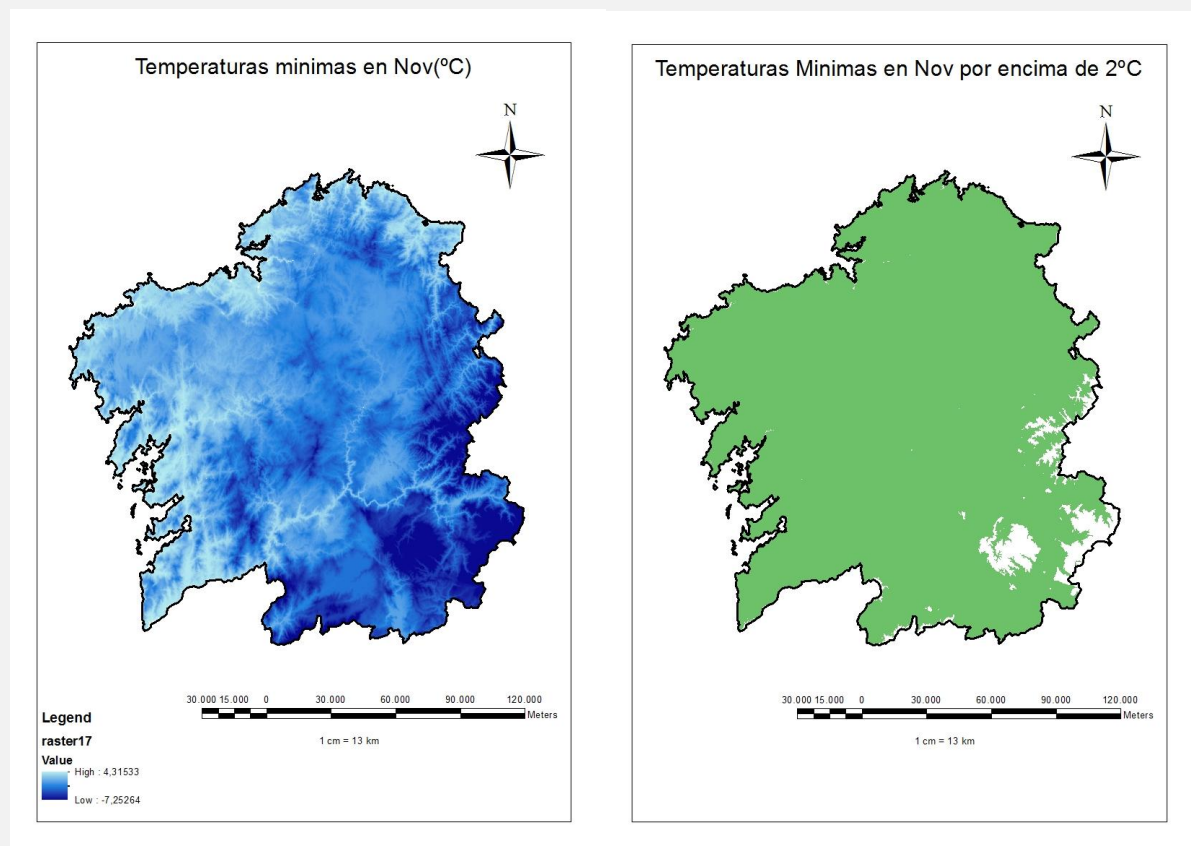 Temperaturas minimas en Nov(ºC)
N
30.000 15.000 0 30.000 60.000 90.000 120.000
Meters
1 cm = 13 km
Legend
raster17
Value
High : 4,31533
Low : -7,25264
Temperaturas Minimas en Nov por encima de 2ºC
N
30.000 15.000 0 30.000 60.000 90.000 120.000
Meters
1 cm = 13 km